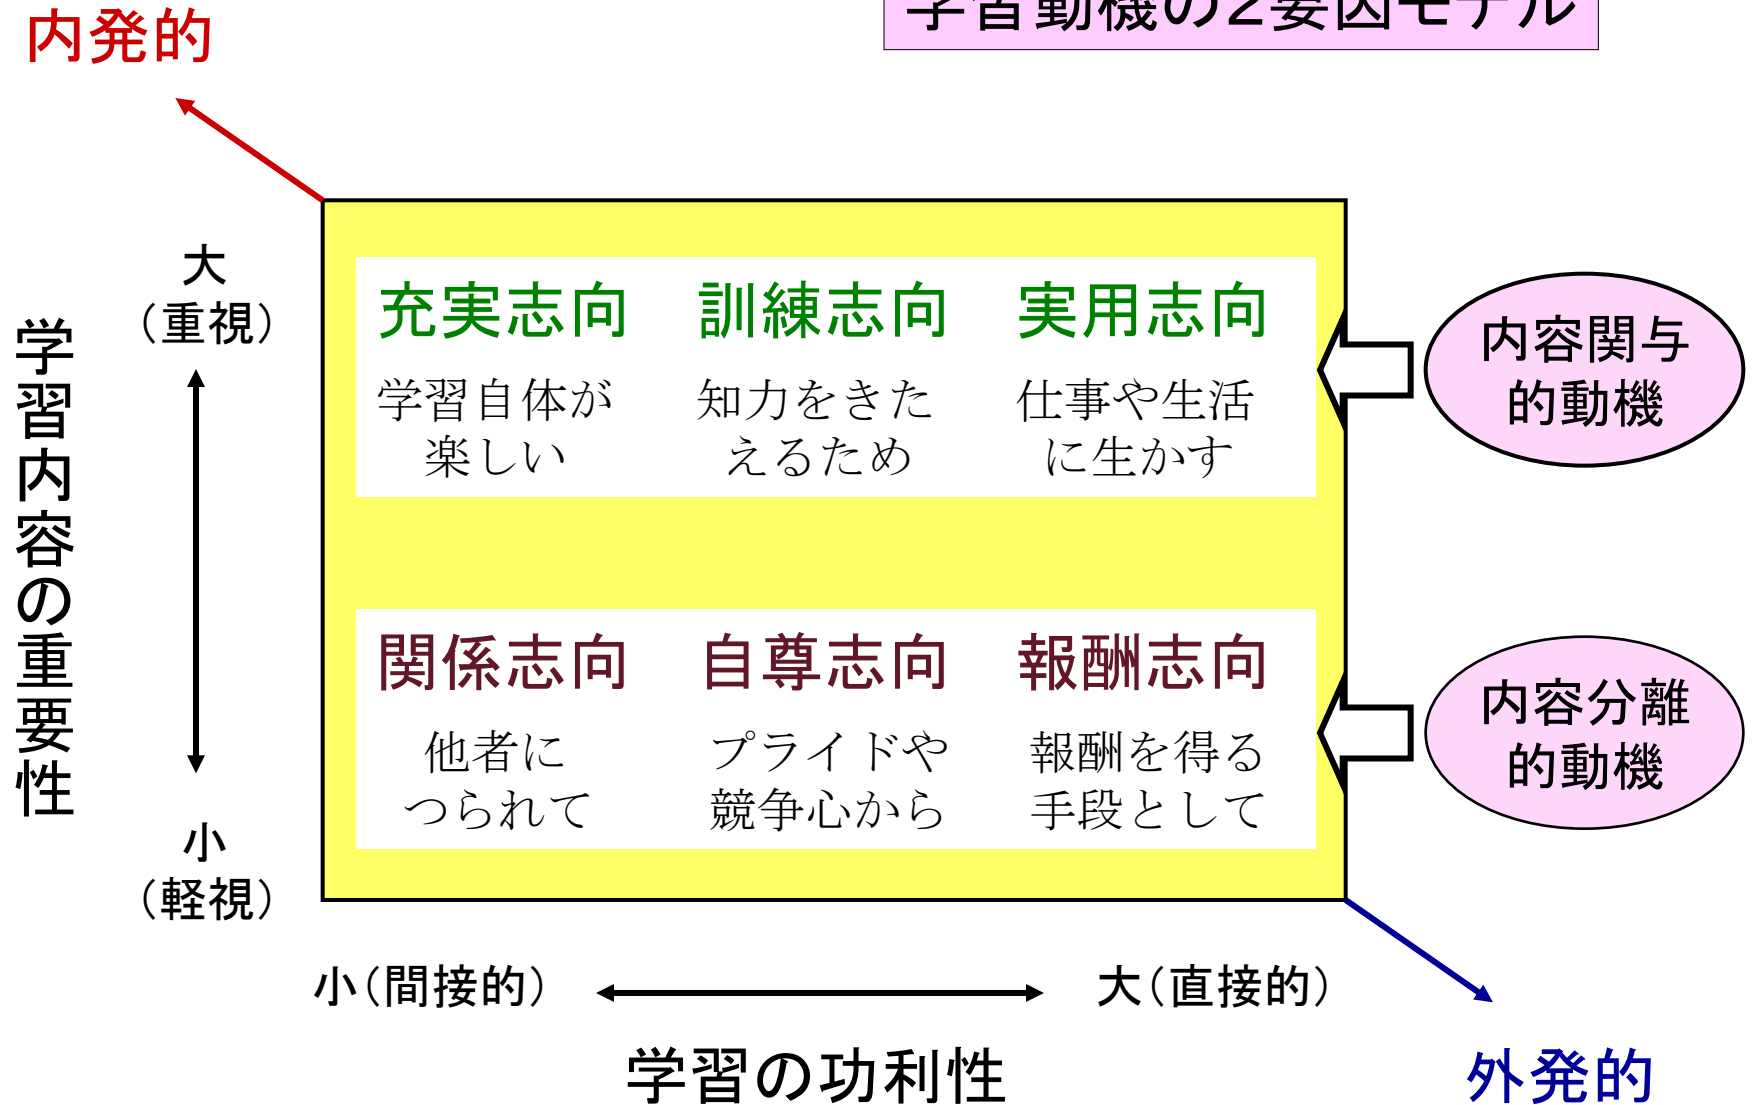 学習動機の2要因モデル
内発的
学習内容の重要性
大
（重視）
小
（軽視）
充実志向
学習自体が
楽しい
訓練志向
知力をきた
えるため
実用志向
仕事や生活
に生かす
内容関与
的動機
関係志向
他者に
つられて
自尊志向
プライドや
競争心から
報酬志向
報酬を得る
手段として
内容分離
的動機
小（間接的）
大（直接的）
学習の功利性
外発的